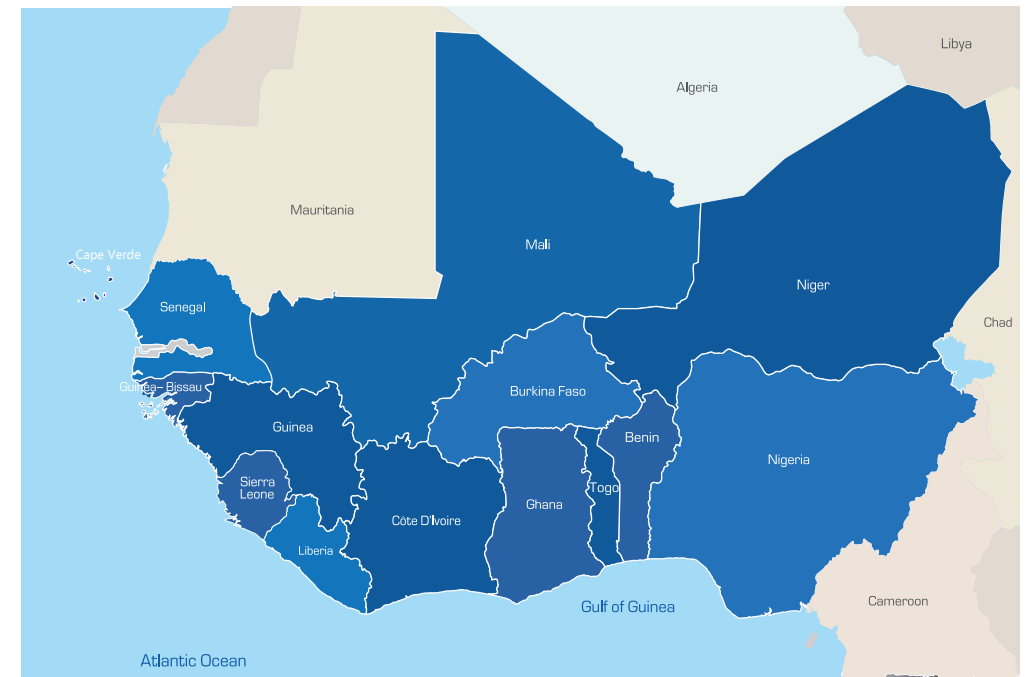 Libya
Algeria
Mauritania
Mali
Cape Verde
Niger
Senegal
Chad
Guinea- Bissau
Burkina Faso
Guinea
Benin
Nigeria
Sierra
Leone
Togo
Ghana
Côte D'Ivoire
Liberia
Cameroon
Gulf of Guinea
Atlantic Ocean